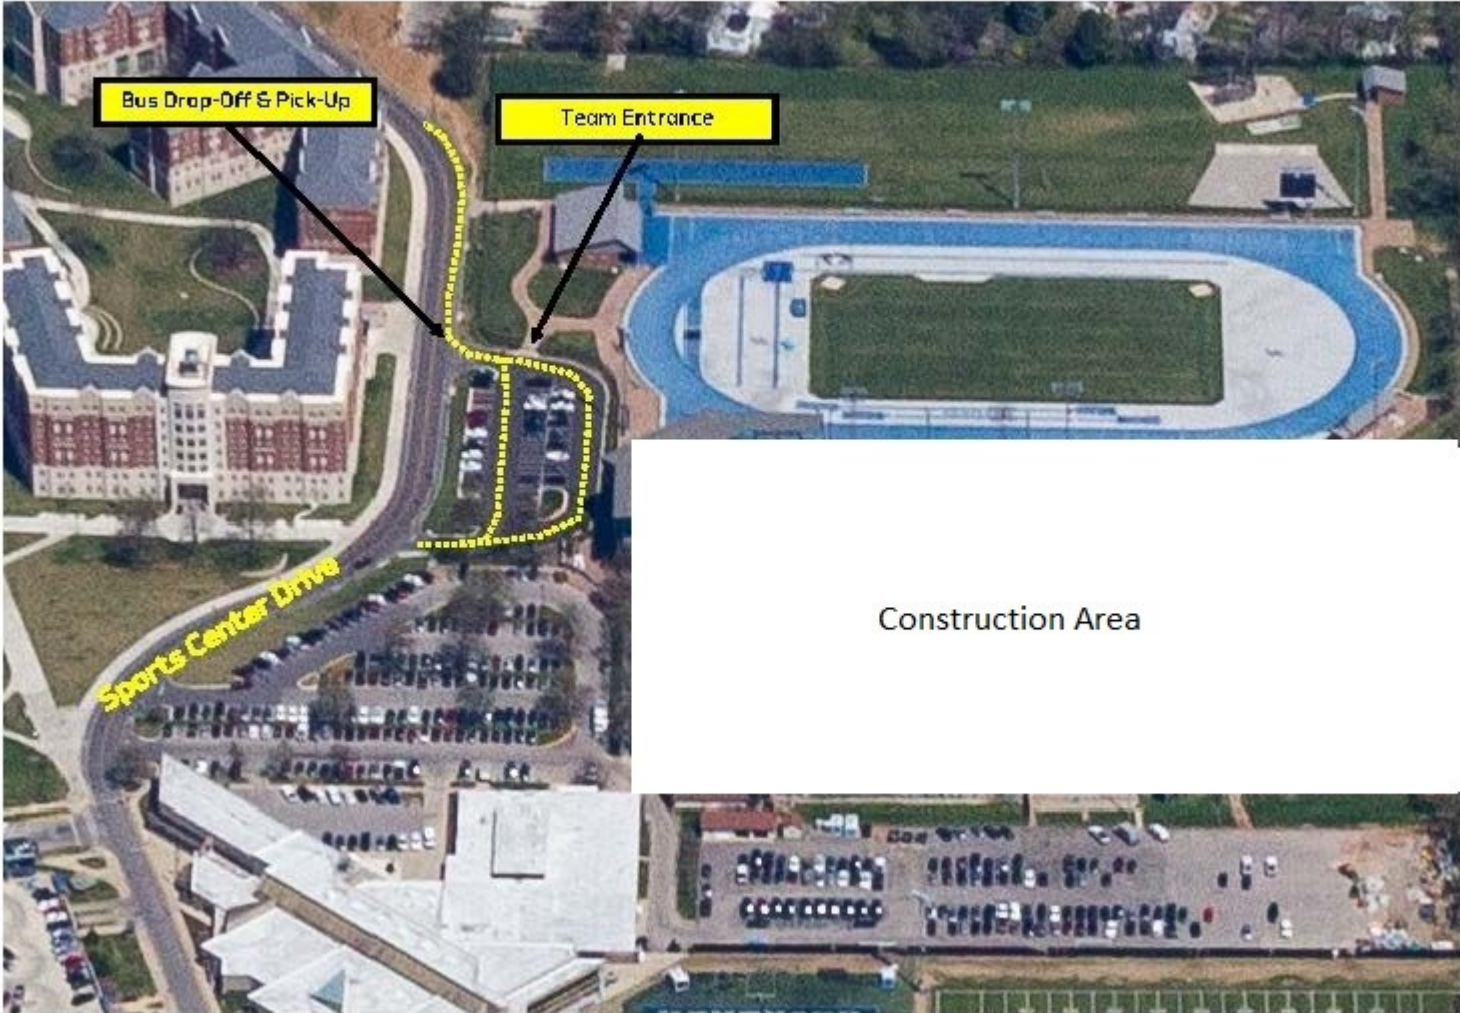 Bus Drop-Off & Pick-Up
Team Entrance
Construction Area
Sports Center Drive